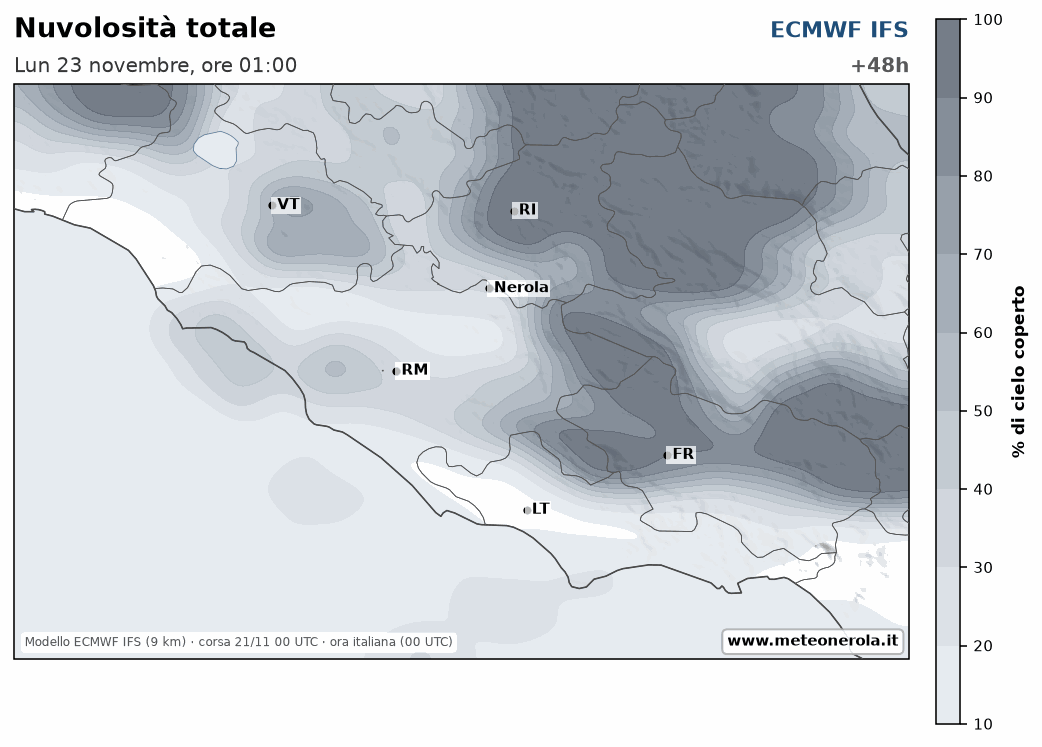 Nuvolosità totale
ECMWF IFS
Lun 23 novembre, ore 01:00
+48h
100
90
80
70
60
50
40
30
20
10
% di cielo coperto
VT
RI
Nerola
RM
FR
LT
Modello ECMWF IFS (9 km) · corsa 21/11 00 UTC · ora italiana (00 UTC)
www.meteonerola.it